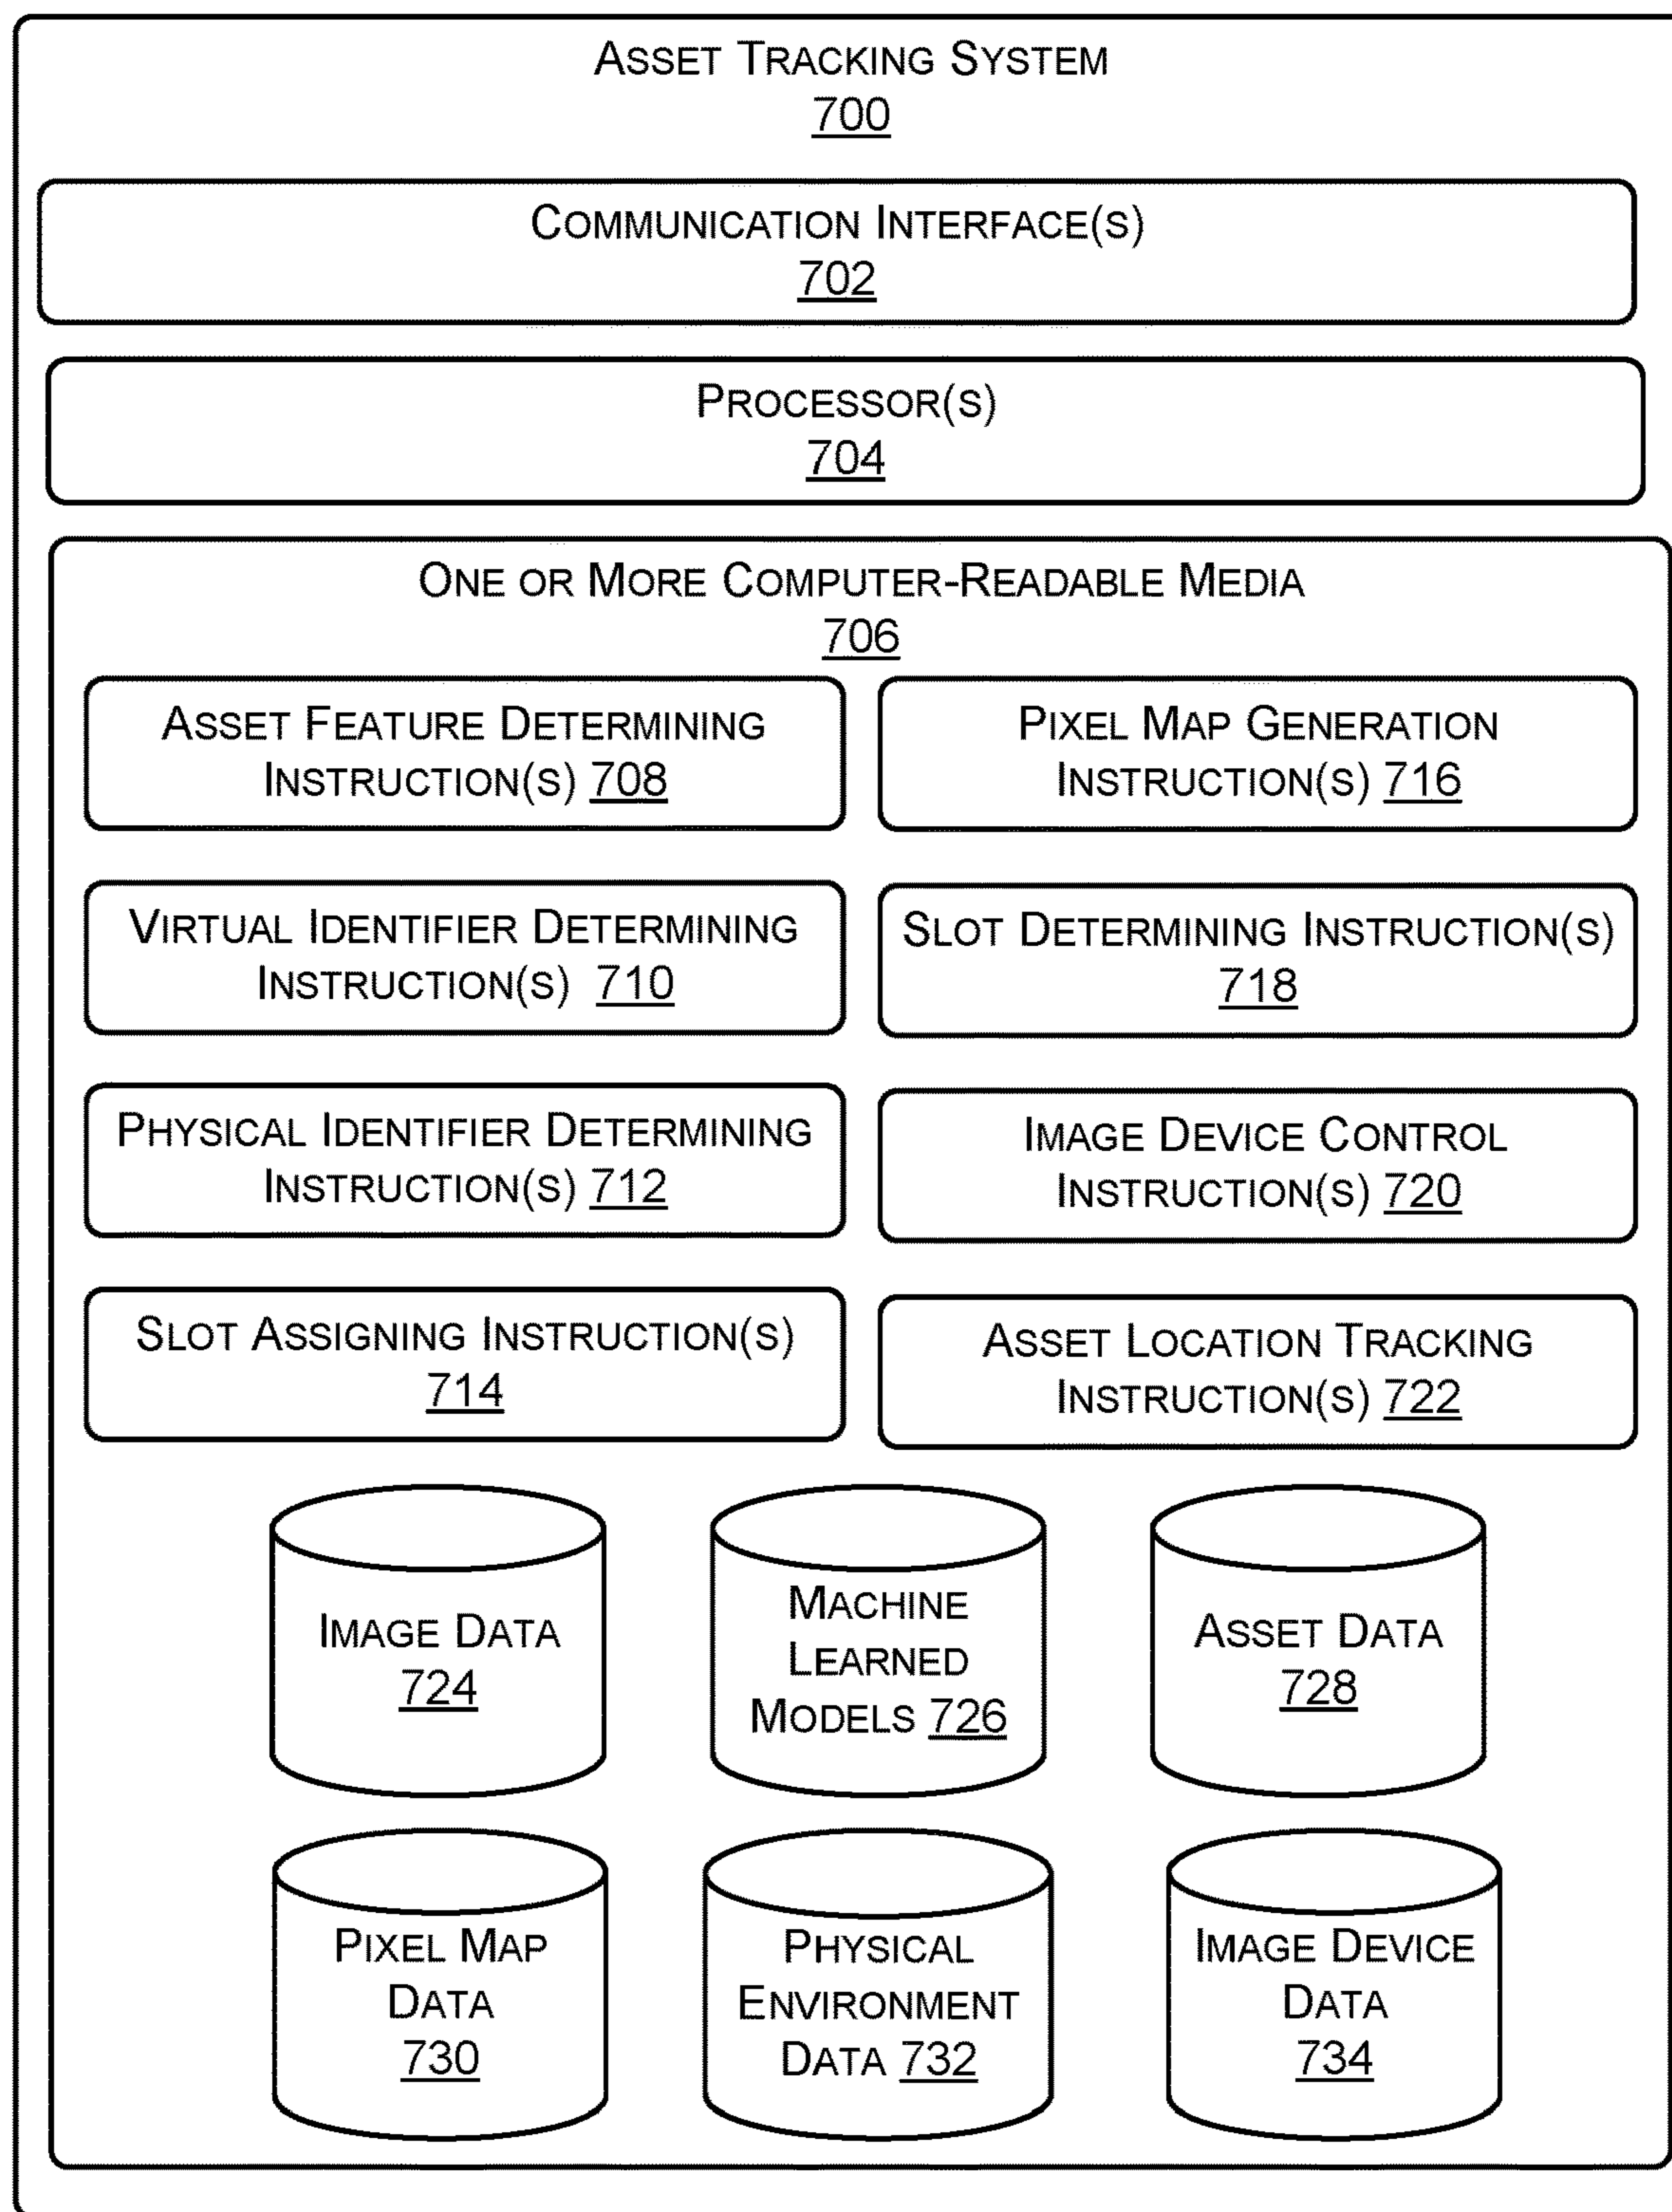 ASSET TRACKING SYSTEM
700
COMMUNICATION INTERFACE(S)
702
PROCESSOR(S)
704
ONE OR MORE COMPUTER-READABLE MEDIA
706
ASSET FEATURE DETERMINING
INSTRUCTION(S) 708
PIXEL MAP GENERATION
INSTRUCTION(S) 716
VIRTUAL IDENTIFIER DETERMINING
INSTRUCTION(S) 710
SLOT DETERMINING INSTRUCTION(S)
718
PHYSICAL IDENTIFIER DETERMINING
INSTRUCTION(S) 712
IMAGE DEVICE CONTROL
INSTRUCTION(S) 720
SLOT ASSIGNING INSTRUCTION(S)
714
ASSET LOCATION TRACKING
INSTRUCTION(S) 722
IMAGE DATA
724
MACHINE
LEARNED
MODELS 726
ASSET DATA
728
PIXEL MAP
DATA
730
PHYSICAL
ENVIRONMENT
DATA 732
IMAGE DEVICE
DATA
734